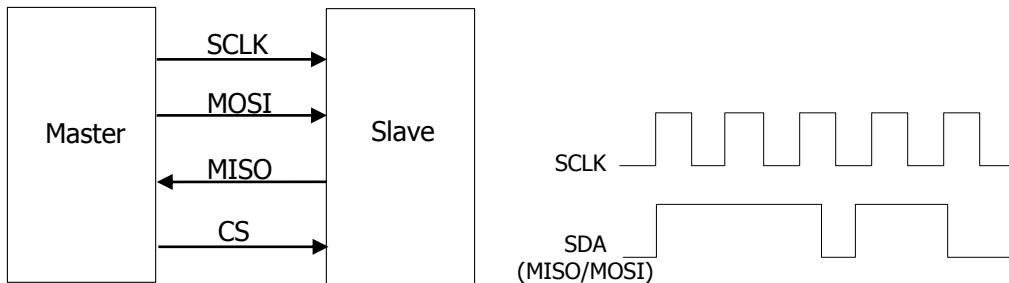 SCLK
MOSI
Master
Slave
MISO
CS
SCLK
SDA
(MISO/MOSI)